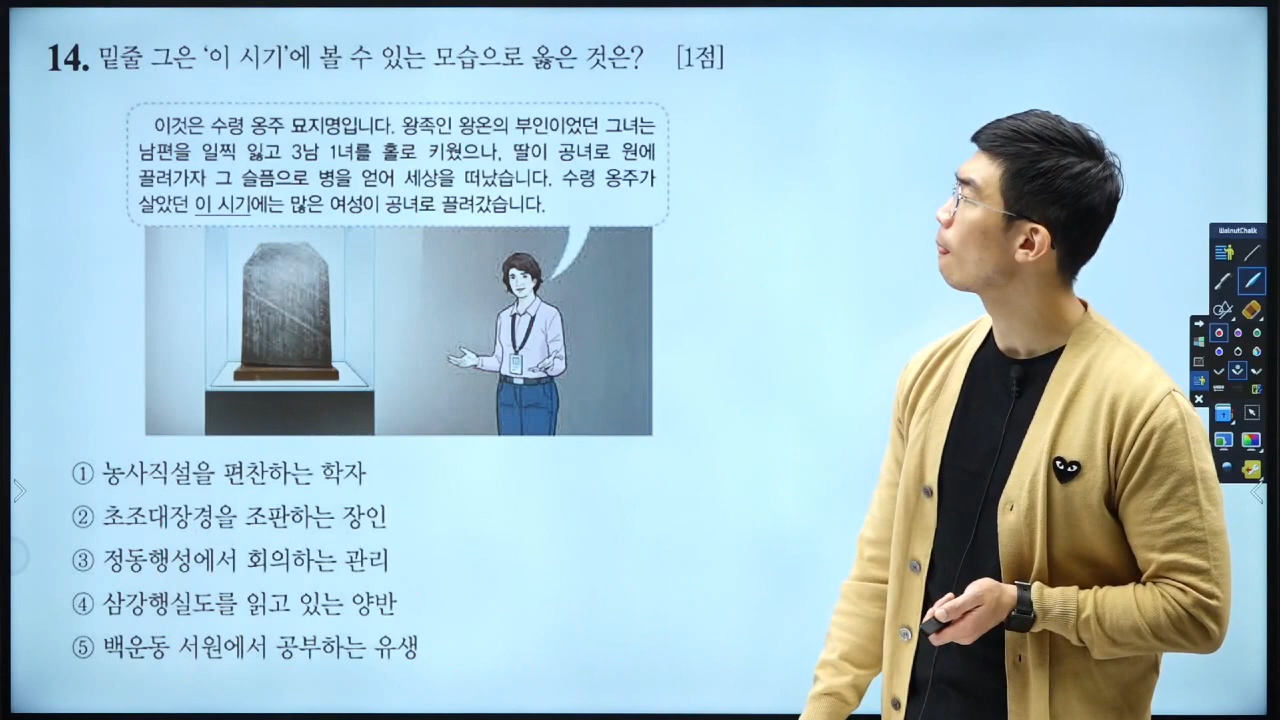 14. 밑줄 그은 '이 시기'에 볼 수 있는 모습으로 옳은 것은? [1점]
이것은 수령 옹주 묘지명입니다. 왕족인 왕온의 부인이었던 그녀는
남편을 일찍 잃고 3남 1녀를 홀로 키웠으나, 딸이 공녀로 원에
끌려가자 그 슬픔으로 병을 얻어 세상을 떠났습니다. 수령 옹주가
살았던 이 시기에는 많은 여성이 공녀로 끌려갔습니다.
① 농사직설을 편찬하는 학자
② 초조대장경을 조판하는 장인
③ 정동행성에서 회의하는 관리
④ 삼강행실도를 읽고 있는 양반
⑤ 백운동 서원에서 공부하는 유생
WalnutChalk